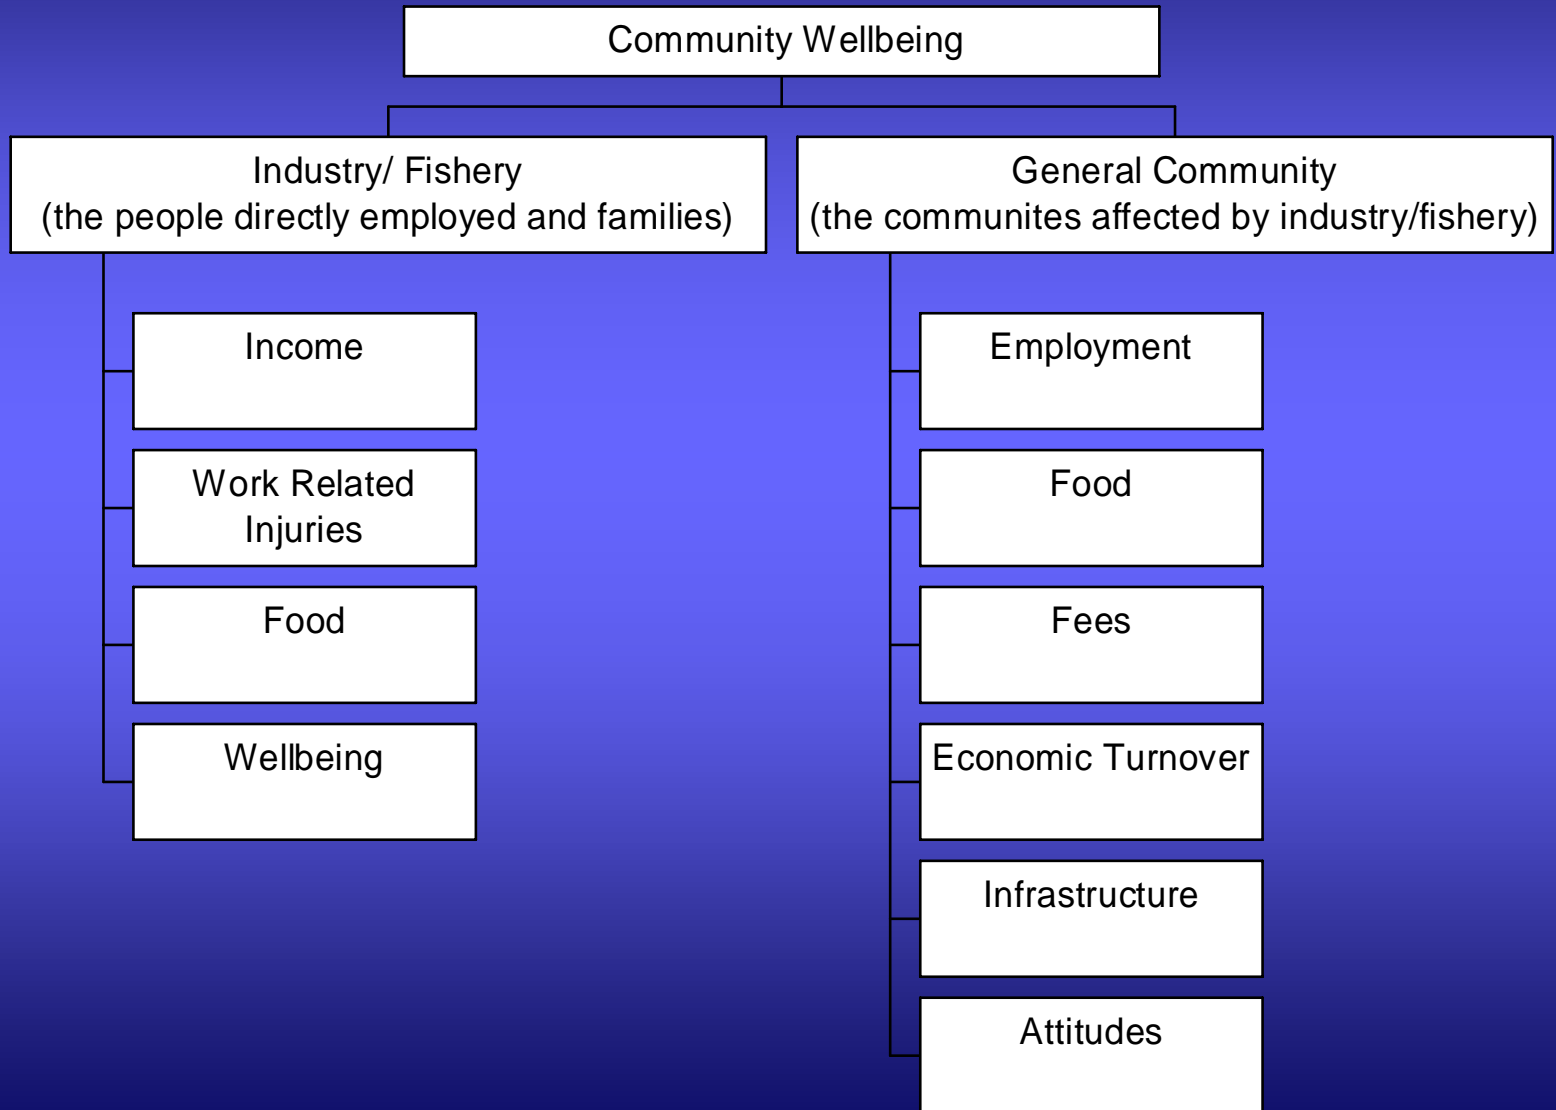 Community Wellbeing
Industry/ Fishery
(the people directly employed and families)
General Community
(the communites affected by industry/fishery)
Income
Work Related
Injuries
Food
Wellbeing
Employment
Food
Fees
Economic Turnover
Infrastructure
Attitudes